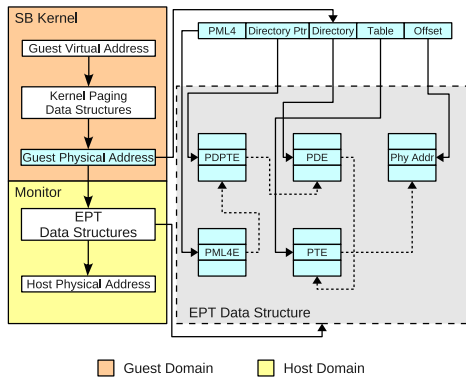 SB Kernel
Guest Virtual Address
Kernel Paging
Data Structures
Guest Physical Address
Monitor
EPT
Data Structures
Host Physical Address
PML4 Directory Ptr Directory Table Offset
PDPTE PDE Phy Addr
PML4E PTE
EPT Data Structure
Guest Domain Host Domain